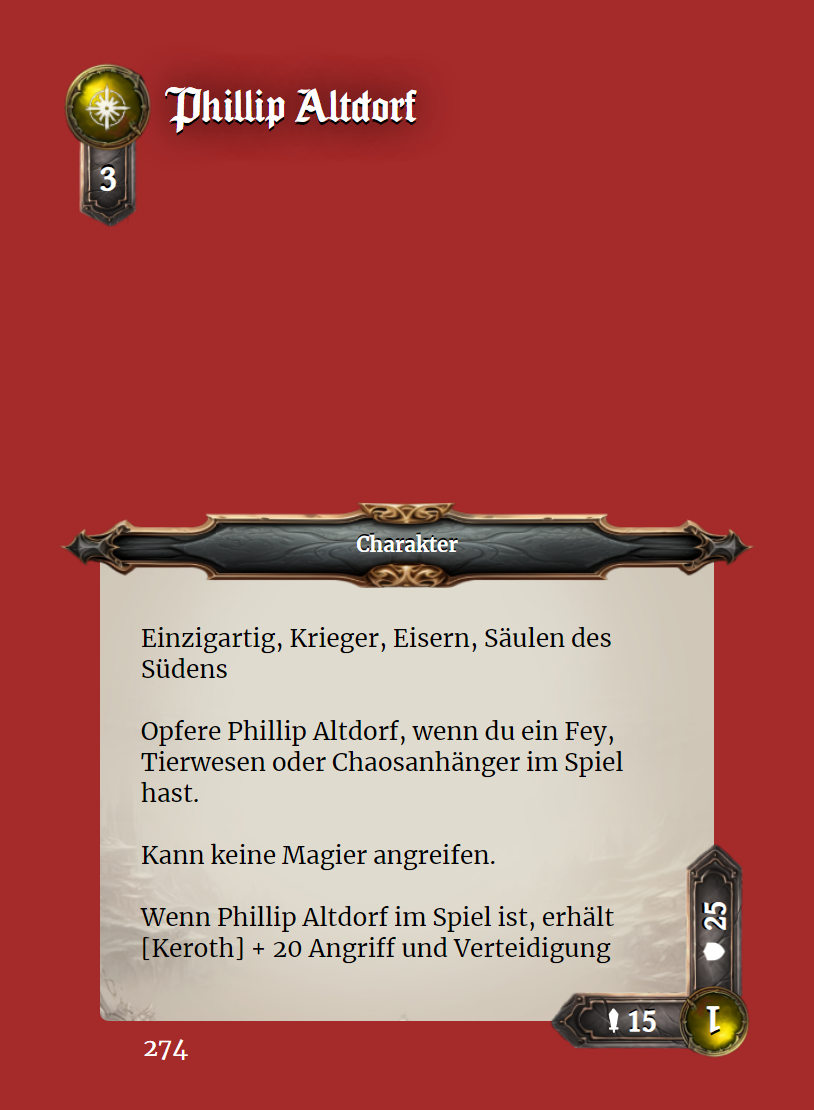 Phillip Altdorf
3
Charakter
Einzigartig, Krieger, Eisern, Säulen des
Südens
Opfere Phillip Altdorf, wenn du ein Fey,
Tierwesen oder Chaosanhänger im Spiel
hast.
Kann keine Magier angreifen.
Wenn Phillip Altdorf im Spiel ist, erhält
[Keroth] + 20 Angriff und Verteidigung
25
15
1
274